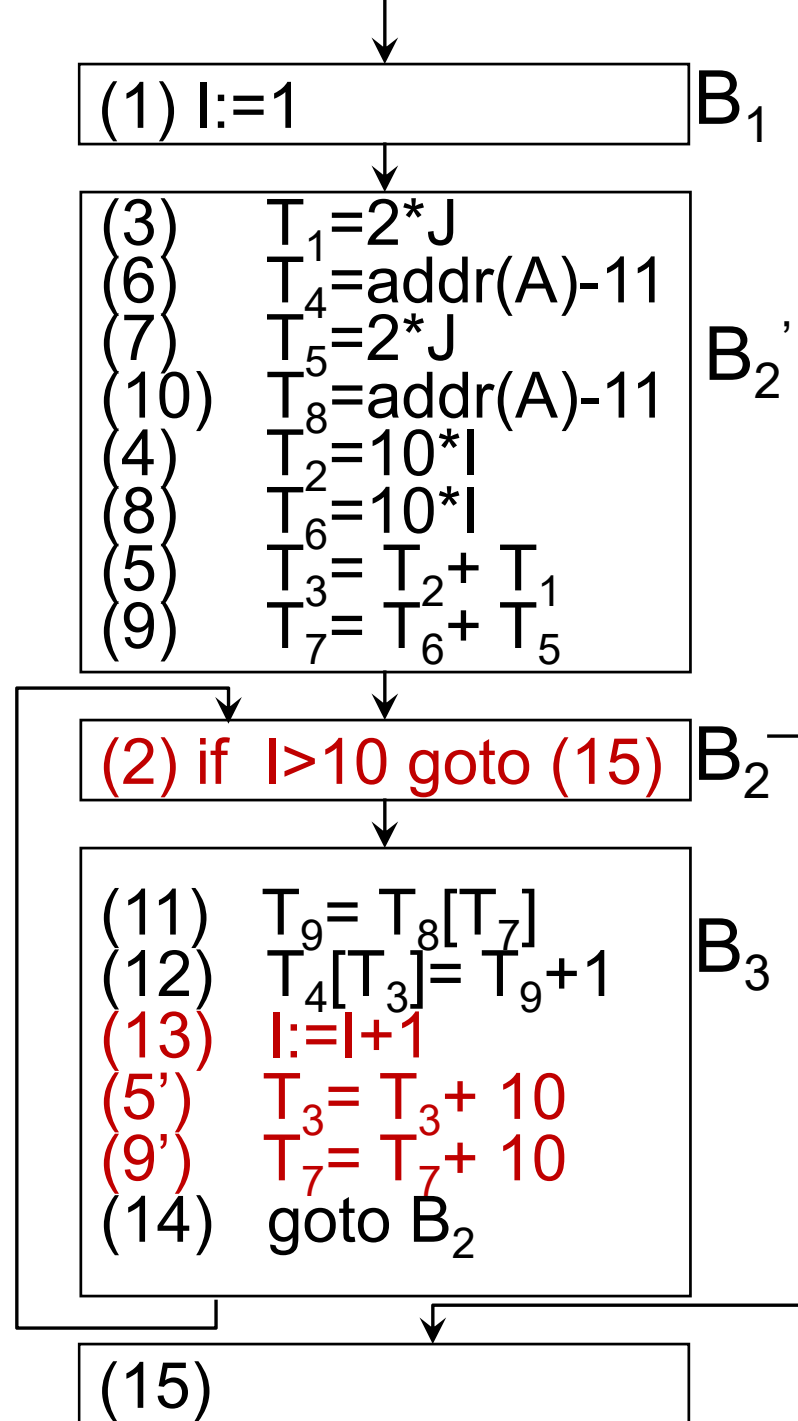 (1) I:=1 B₁
(3) T₁=2*J
(6) T₄=addr(A)-11
(7) T₅=2*J B₂’
(10) T₈=addr(A)-11
(4) T₂=10*I
(8) T₆=10*I
(5) T₃= T₂+ T₁
(9) T₇= T₆+ T₅
(2) if I>10 goto (15) B₂
(11) T₉= T₈[T₇] B₃
(12) T₄[T₃]= T₉+1
(13) I:=I+1
(5’) T₃= T₃+ 10
(9’) T₇= T₇+ 10
(14) goto B₂
(15)